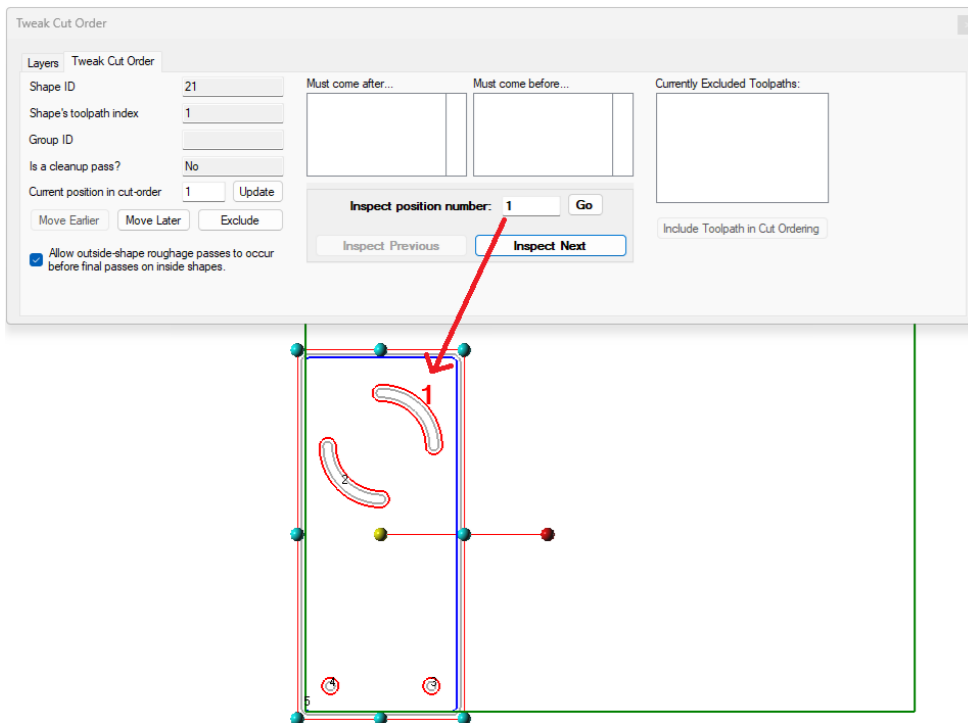 Tweak Cut Order
Layers
Tweak Cut Order
Shape ID
21
Shape's toolpath index
1
Group ID
Is a cleanup pass?
No
Current position in cut-order
1
Update
Move Earlier
Move Later
Exclude
Allow outside-shape roughage passes to occur
before final passes on inside shapes.
Must come after...
Must come before...
Inspect position number:
1
Go
Inspect Previous
Inspect Next
Currently Excluded Toolpaths:
Include Toolpath in Cut Ordering
1
2
4
3
5